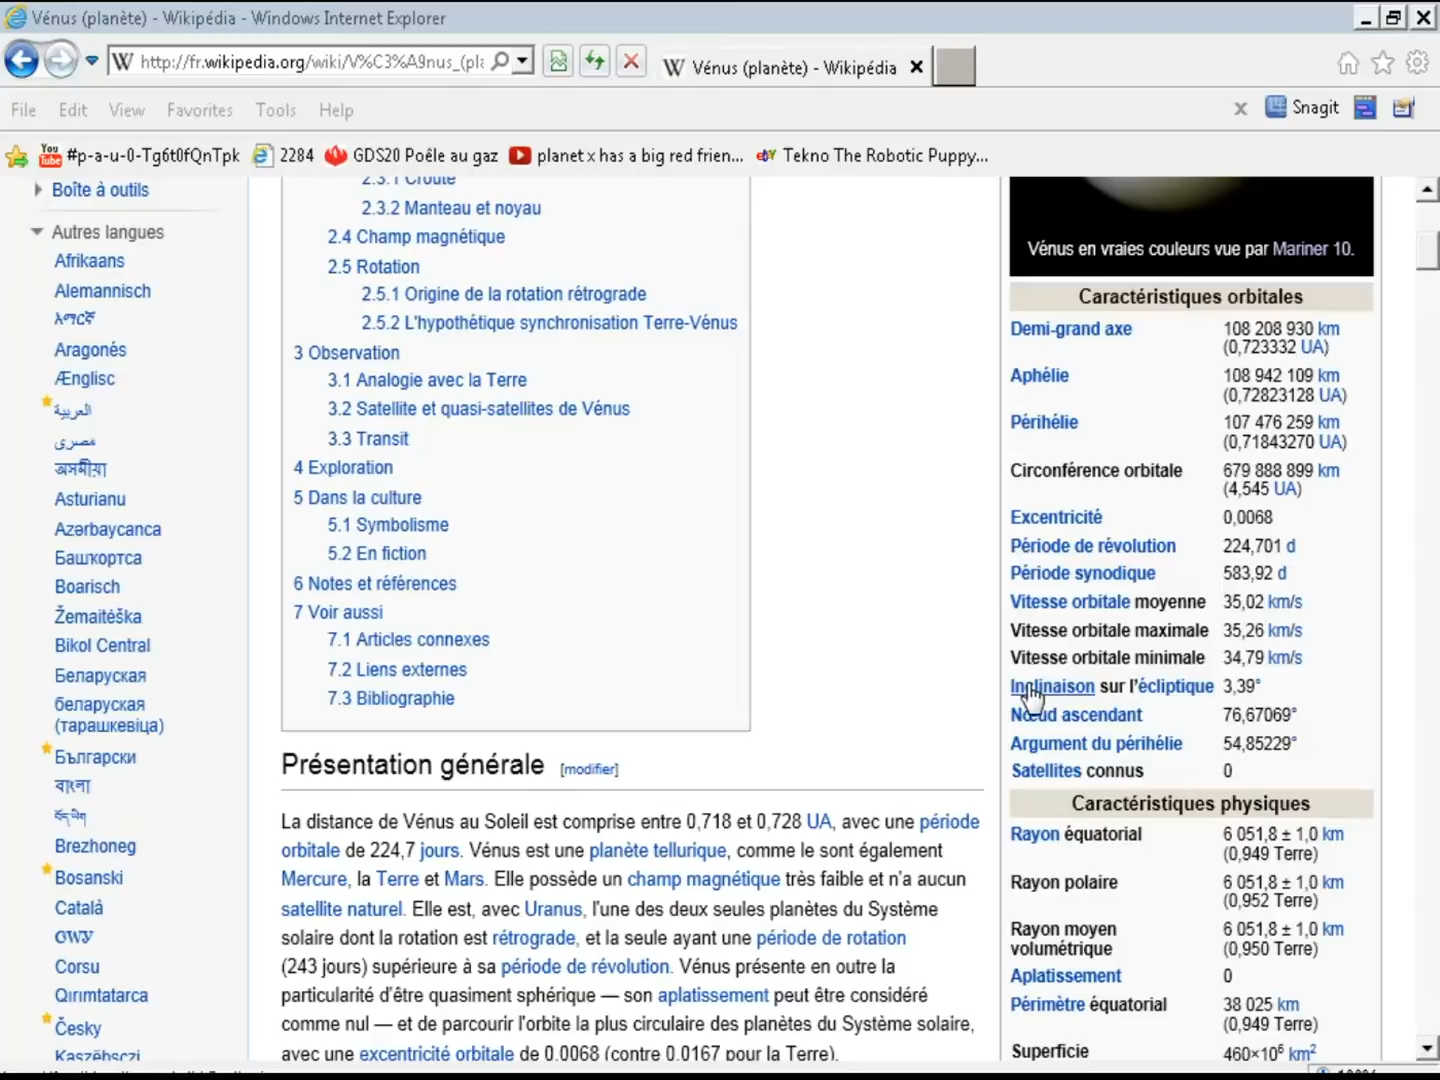 Vénus (planète) - Wikipédia - Windows Internet Explorer
http://fr.wikipedia.org/wiki/V%C3%A9nus_(pla
Vénus (planète) - Wikipédia
File Edit View Favorites Tools Help
Snagit
You Tube #p-a-u-0-Tg6t0fQnTpk 2284 GDS20 Poêle au gaz planet x has a big red frien... Tekno The Robotic Puppy...
Boîte à outils
Autres langues
Afrikaans
Alemannisch
አማርኛ
Aragonés
Ænglisc
العربية
مصرى
অসমীয়া
Asturianu
Azərbaycanca
Башҡортса
Boarisch
Žemaitėška
Bikol Central
Беларуская
беларуская
(тарашкевіца)
Български
বাংলা
Brezhoneg
Bosanski
Català
ᏣᎳᎩ
Corsu
Qırımtatarca
Česky
Kaszëbsczi
2.3.1 Croûte
2.3.2 Manteau et noyau
2.4 Champ magnétique
2.5 Rotation
2.5.1 Origine de la rotation rétrograde
2.5.2 L'hypothétique synchronisation Terre-Vénus
3 Observation
3.1 Analogie avec la Terre
3.2 Satellite et quasi-satellites de Vénus
3.3 Transit
4 Exploration
5 Dans la culture
5.1 Symbolisme
5.2 En fiction
6 Notes et références
7 Voir aussi
7.1 Articles connexes
7.2 Liens externes
7.3 Bibliographie
Présentation générale [modifier]
La distance de Vénus au Soleil est comprise entre 0,718 et 0,728 UA, avec une période
orbitale de 224,7 jours. Vénus est une planète tellurique, comme le sont également
Mercure, la Terre et Mars. Elle possède un champ magnétique très faible et n'a aucun
satellite naturel. Elle est, avec Uranus, l'une des deux seules planètes du Système
solaire dont la rotation est rétrograde, et la seule ayant une période de rotation
(243 jours) supérieure à sa période de révolution. Vénus présente en outre la
particularité d'être quasiment sphérique — son aplatissement peut être considéré
comme nul — et de parcourir l'orbite la plus circulaire des planètes du Système solaire,
avec une excentricité orbitale de 0,0068 (contre 0,0167 pour la Terre).
Vénus en vraies couleurs vue par Mariner 10.
Caractéristiques orbitales
Demi-grand axe 108 208 930 km
(0,723332 UA)
Aphélie 108 942 109 km
(0,72823128 UA)
Périhélie 107 476 259 km
(0,71843270 UA)
Circonférence orbitale 679 888 899 km
(4,545 UA)
Excentricité 0,0068
Période de révolution 224,701 d
Période synodique 583,92 d
Vitesse orbitale moyenne 35,02 km/s
Vitesse orbitale maximale 35,26 km/s
Vitesse orbitale minimale 34,79 km/s
Inclinaison sur l'écliptique 3,39°
Nœud ascendant 76,67069°
Argument du périhélie 54,85229°
Satellites connus 0
Caractéristiques physiques
Rayon équatorial 6 051,8 ± 1,0 km
(0,949 Terre)
Rayon polaire 6 051,8 ± 1,0 km
(0,952 Terre)
Rayon moyen
volumétrique 6 051,8 ± 1,0 km
(0,950 Terre)
Aplatissement 0
Périmètre équatorial 38 025 km
(0,949 Terre)
Superficie 460×10⁶ km²